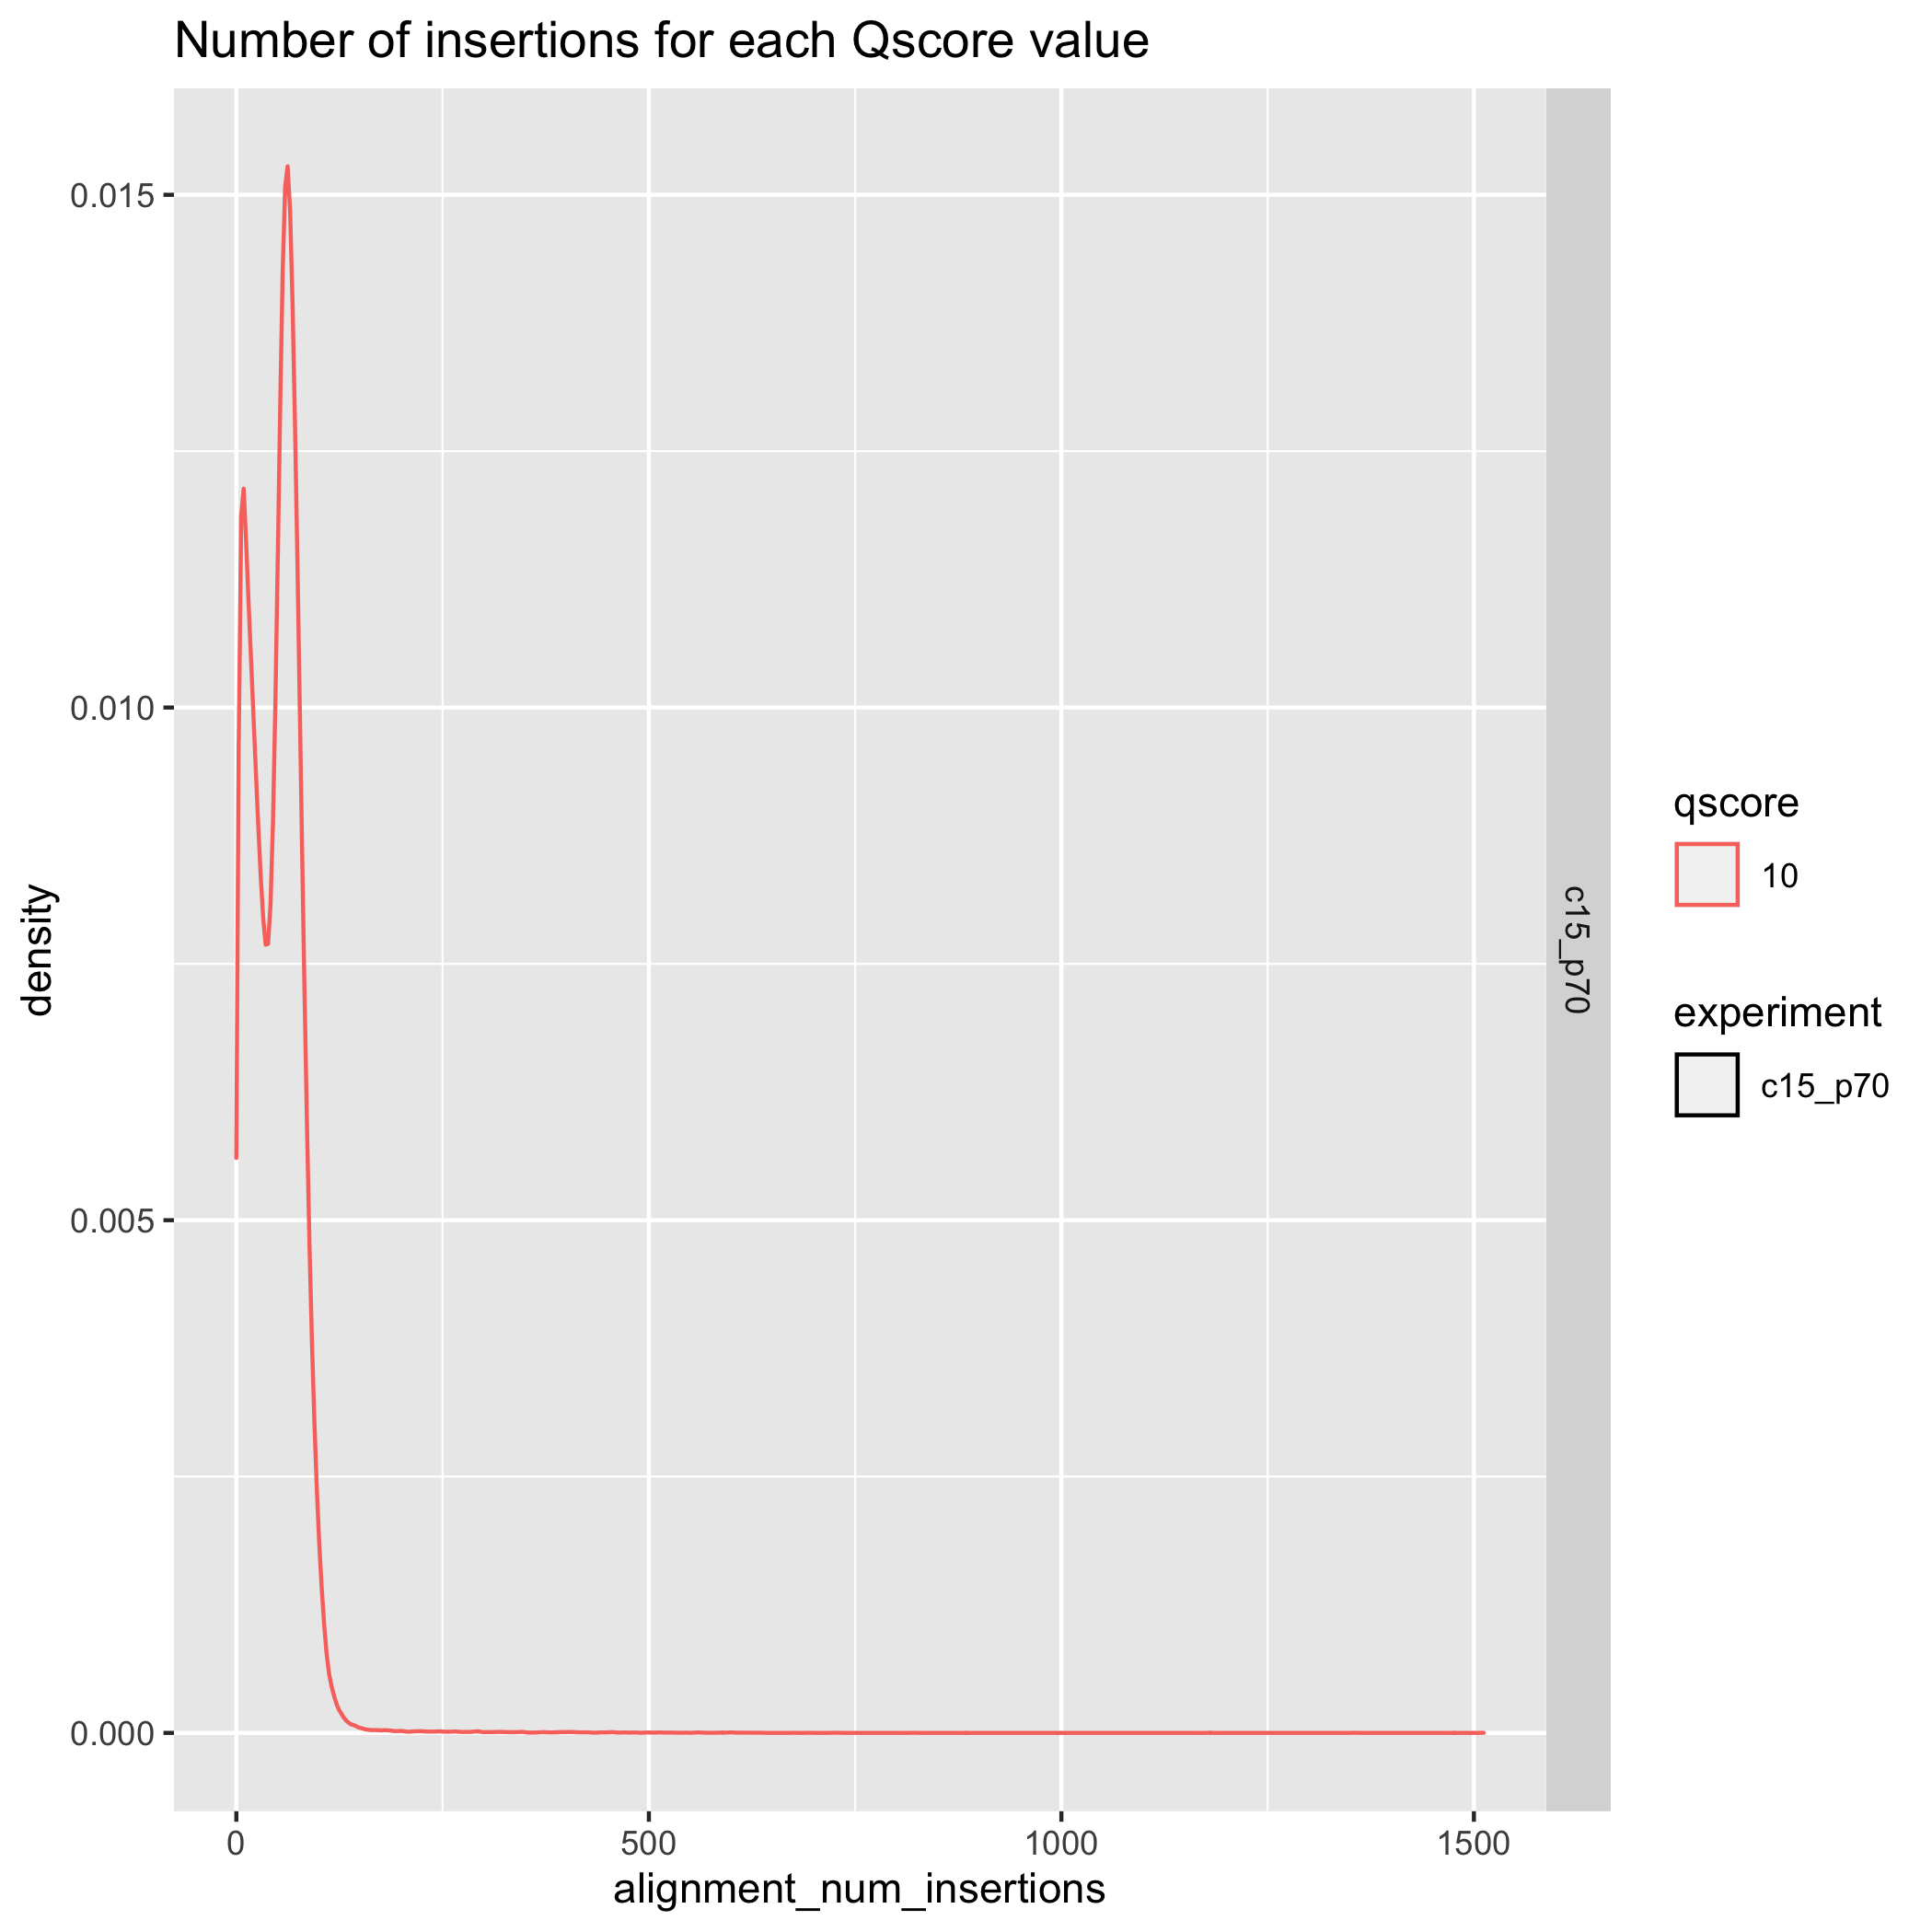 Number of insertions for each Qscore value
0.015
0.010
0.005
0.000
density
0
500
1000
1500
alignment_num_insertions
c15_p70
qscore
10
experiment
c15_p70